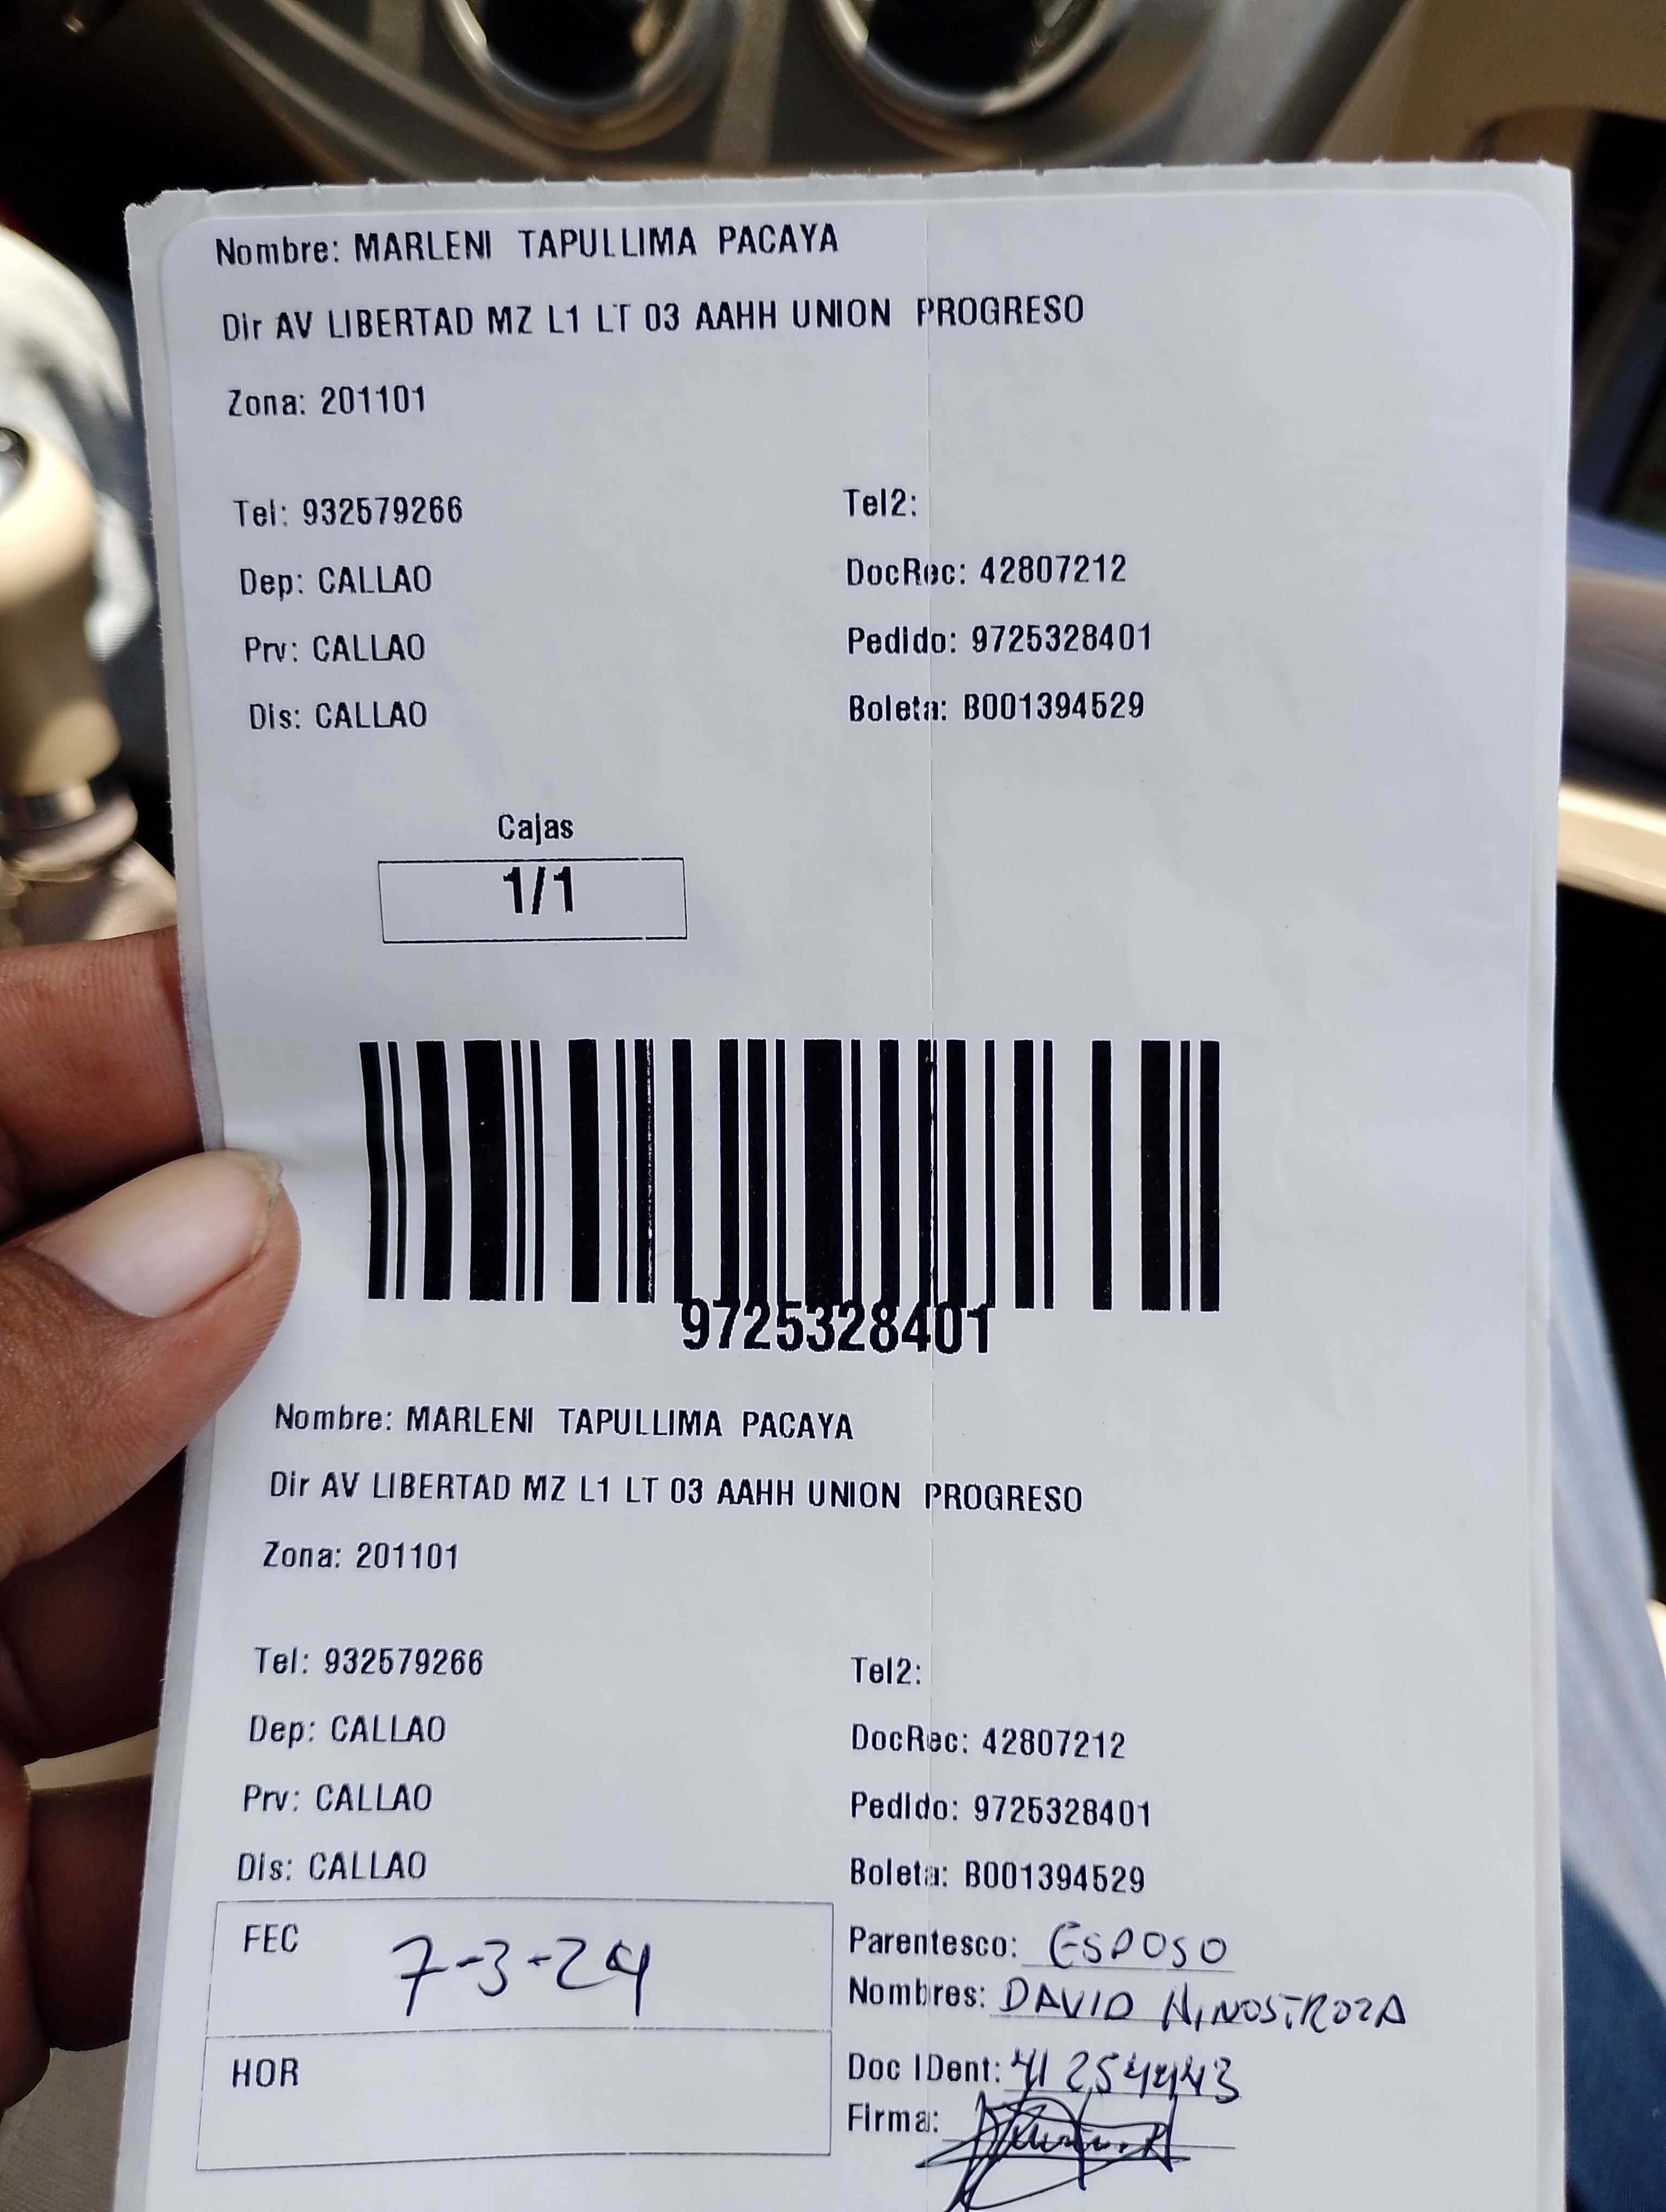 Nombre: MARLENI TAPULLIMA PACAYA
Dir AV LIBERTAD MZ L1 LT 03 AAHH UNION PROGRESO
Zona: 201101
Tel: 932579266 Tel2:
Dep: CALLAO DocRec: 42807212
Prv: CALLAO Pedido: 9725328401
Dis: CALLAO Boleta: B001394529
Cajas
1/1
9725328401
Nombre: MARLENI TAPULLIMA PACAYA
Dir AV LIBERTAD MZ L1 LT 03 AAHH UNION PROGRESO
Zona: 201101
Tel: 932579266 Tel2:
Dep: CALLAO DocRec: 42807212
Prv: CALLAO Pedido: 9725328401
Dis: CALLAO Boleta: B001394529
FEC 7-3-24 Parentesco: ESPOSO
Nombres: DAVID HINOSTROZA
HOR Doc IDent: 41254443
Firma: